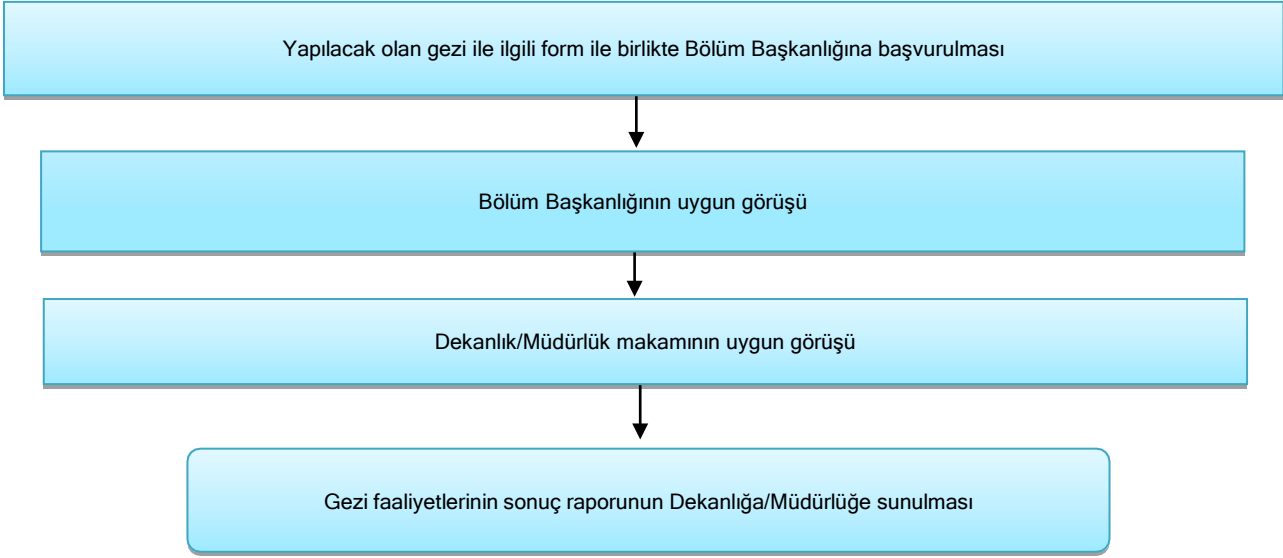 Yapılacak olan gezi ile ilgili form ile birlikte Bölüm Başkanlığına başvurulması
Bölüm Başkanlığının uygun görüşü
Dekanlık/Müdürlük makamının uygun görüşü
Gezi faaliyetlerinin sonuç raporunun Dekanlığa/Müdürlüğe sunulması